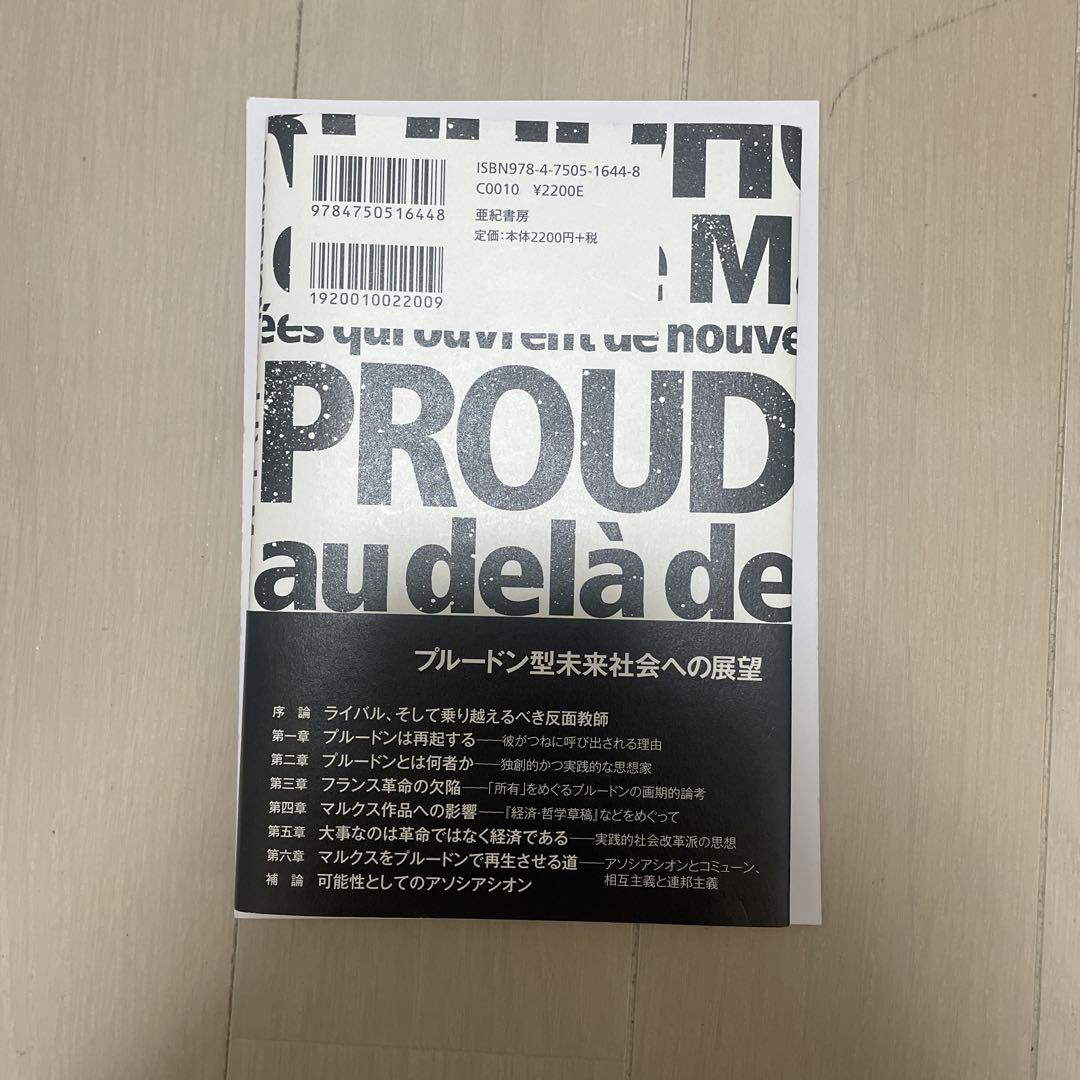 ISBN978-4-7505-1644-8
C0010 ¥2200E
9784750516448
亜紀書房
定価:本体2200円+税
1920010022009
M
ées qui ouvrent de nouve
PROUD
au delà de
プルードン型未来社会への展望
序論 ライバル、そして乗り越えるべき反面教師
第一章 プルードンは再起する――彼がつねに呼び出される理由
第二章 プルードンとは何者か――独創的かつ実践的な思想家
第三章 フランス革命の欠陥――「所有」をめぐるプルードンの画期的論考
第四章 マルクス作品への影響――『経済・哲学草稿』などをめぐって
第五章 大事なのは革命ではなく経済である――実践的社会改革派の思想
第六章 マルクスをプルードンで再生させる道――アソシアシオンとコミューン、
相互主義と連邦主義
補論 可能性としてのアソシアシオン